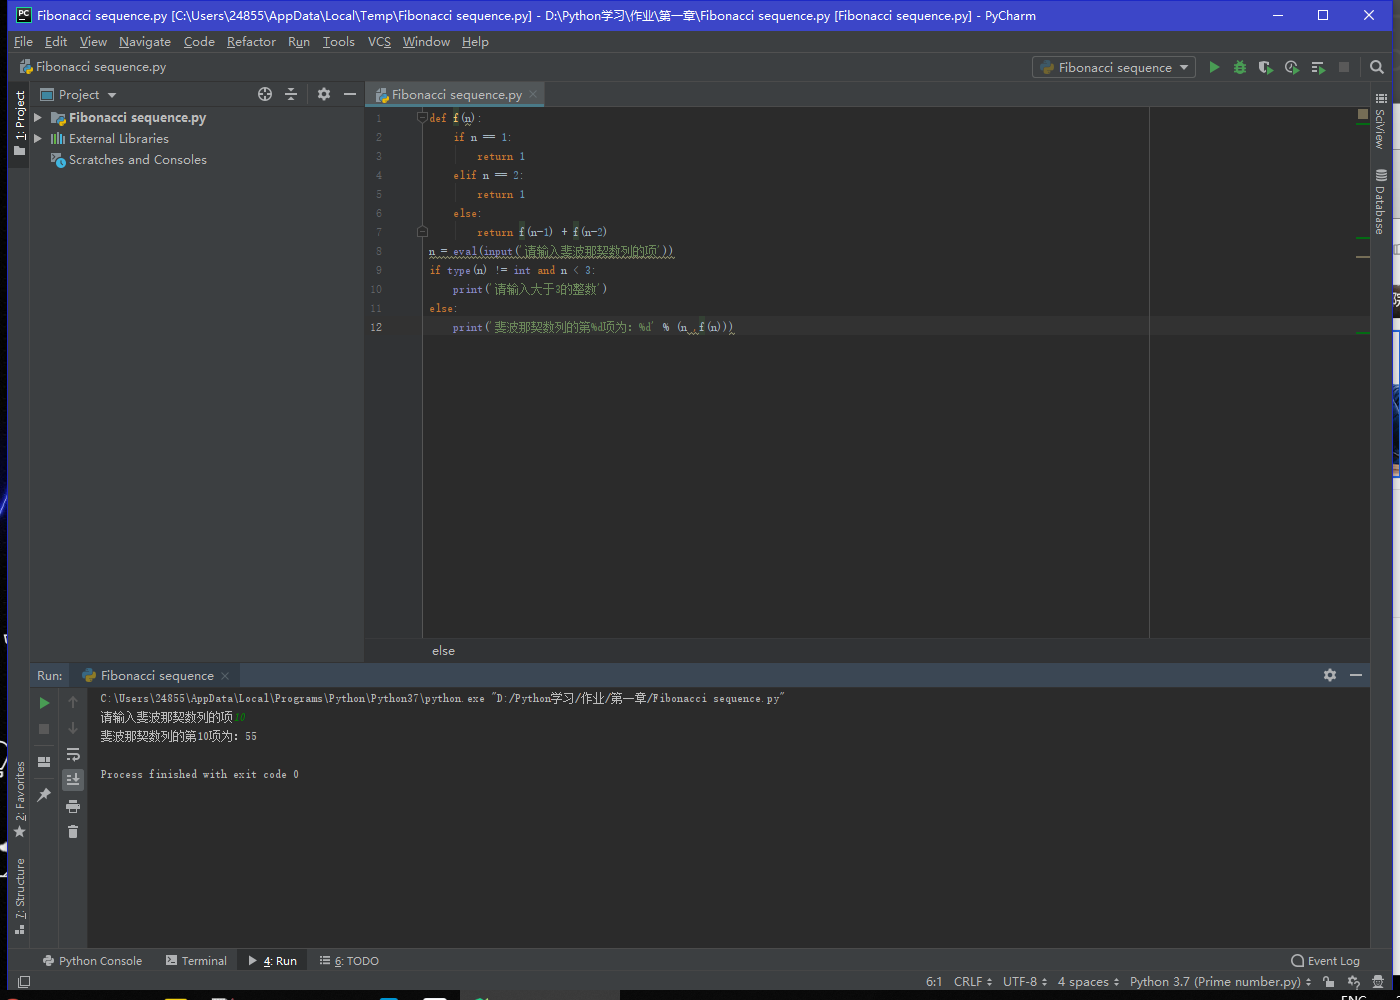 Fibonacci sequence.py [C:\Users\24855\AppData\Local\Temp\Fibonacci sequence.py] - D:\Python学习\作业\第一章\Fibonacci sequence.py [Fibonacci sequence.py] - PyCharm
File Edit View Navigate Code Refactor Run Tools VCS Window Help
Fibonacci sequence.py
Fibonacci sequence
1: Project
Project
Fibonacci sequence.py
External Libraries
Scratches and Consoles
Fibonacci sequence.py
1 def f(n):
2 if n == 1:
3 return 1
4 elif n == 2:
5 return 1
6 else:
7 return f(n-1) + f(n-2)
8 n = eval(input('请输入斐波那契数列的项'))
9 if type(n) != int and n < 3:
10 print('请输入大于3的整数')
11 else:
12 print('斐波那契数列的第%d项为: %d' % (n ,f(n)))
else
SciView
Database
Run: Fibonacci sequence
C:\Users\24855\AppData\Local\Programs\Python\Python37\python.exe "D:/Python学习/作业/第一章/Fibonacci sequence.py"
请输入斐波那契数列的项10
斐波那契数列的第10项为: 55
Process finished with exit code 0
2: Favorites
7: Structure
Python Console Terminal 4: Run 6: TODO Event Log
6:1 CRLF UTF-8 4 spaces Python 3.7 (Prime number.py)